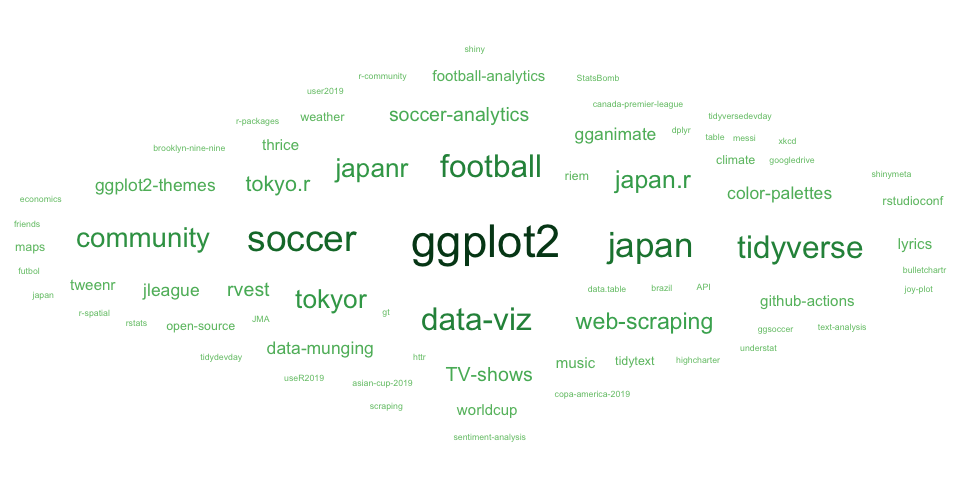 shiny
r-community football-analytics StatsBomb
user2019
canada-premier-league
r-packages weather soccer-analytics tidyversedevday
brooklyn-nine-nine thrice gganimate dplyr table messi xkcd
japanr football climate googledrive
ggplot2-themes tokyo.r riem japan.r color-palettes shinymeta
economics rstudioconf
friends
maps community soccer ggplot2 japan tidyverse lyrics
futbol bulletchartr
japan tweenr jleague rvest tokyor data.table brazil API github-actions joy-plot
r-spatial rstats open-source JMA gt data-viz web-scraping ggsoccer text-analysis
tidydevday data-munging httr music tidytext highcharter understat
useR2019 asian-cup-2019 TV-shows copa-america-2019
scraping worldcup
sentiment-analysis